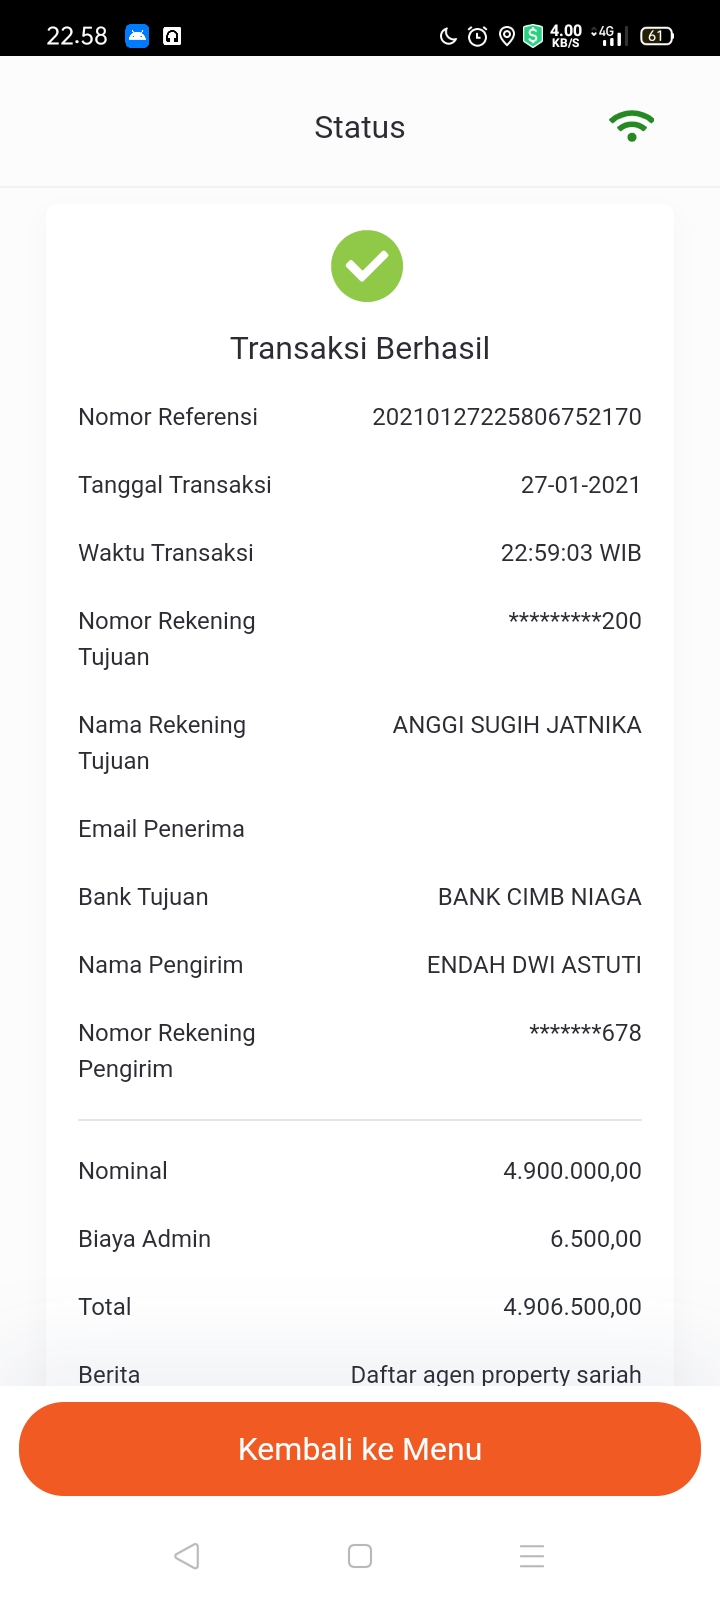 22.58
4.00 KB/S 4G 61
Status
Transaksi Berhasil
Nomor Referensi 20210127225806752170
Tanggal Transaksi 27-01-2021
Waktu Transaksi 22:59:03 WIB
Nomor Rekening *********200
Tujuan
Nama Rekening ANGGI SUGIH JATNIKA
Tujuan
Email Penerima
Bank Tujuan BANK CIMB NIAGA
Nama Pengirim ENDAH DWI ASTUTI
Nomor Rekening *******678
Pengirim
Nominal 4.900.000,00
Biaya Admin 6.500,00
Total 4.906.500,00
Berita Daftar agen property sariah
Kembali ke Menu